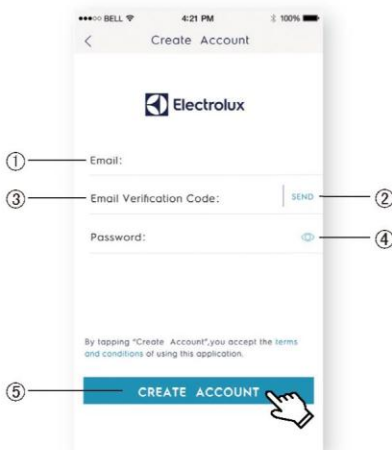 BELL 4:21 PM 100%
Create Account
Electrolux
① Email:
③ Email Verification Code: SEND ②
Password: ④
By tapping "Create Account",you accept the terms
and conditions of using this application.
⑤ CREATE ACCOUNT